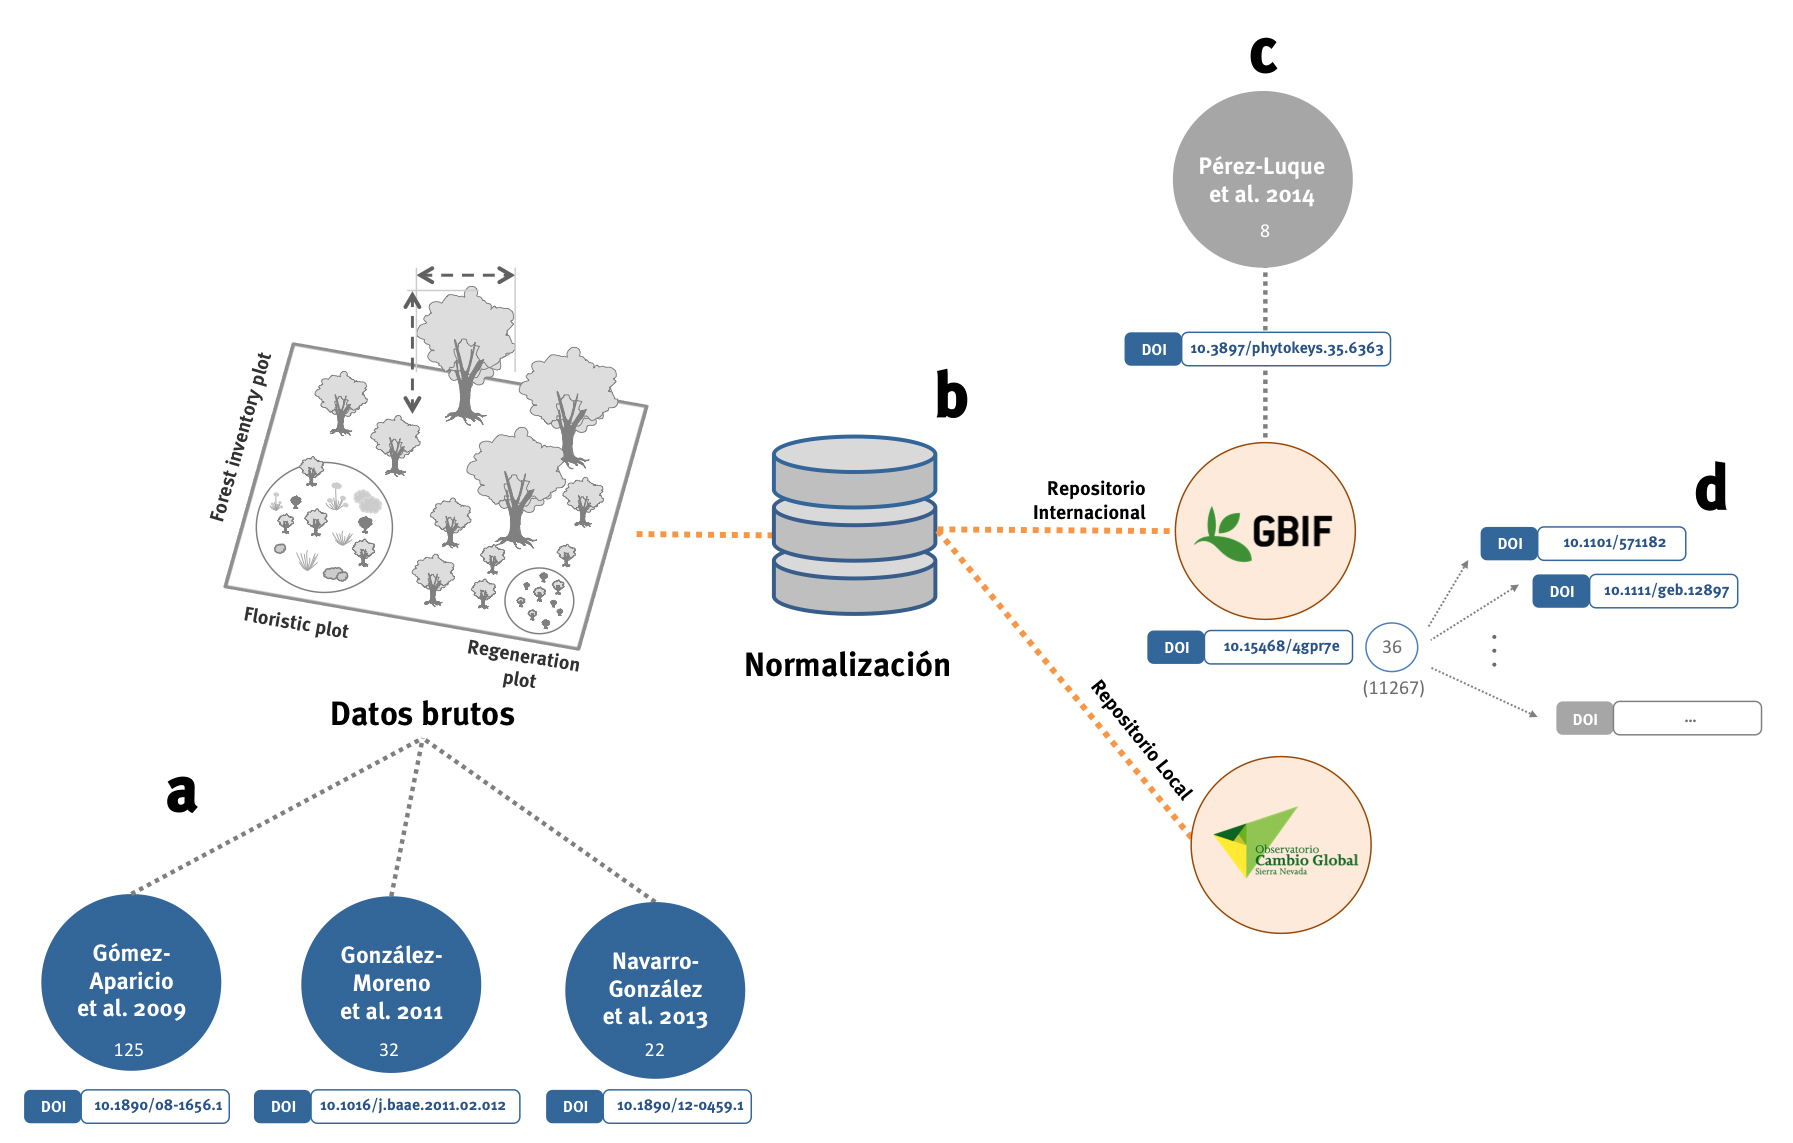 c
Pérez-Luque
et al. 2014
8
DOI
10.3897/phytokeys.35.6363
b
Repositorio
Internacional
GBIF
d
DOI
10.1101/571182
DOI
10.1111/geb.12897
DOI
10.15468/4gpr7e
36
(11267)
DOI
...
Repositorio Local
Observatorio
Cambio Global
Sierra Nevada
Normalización
Forest inventory plot
Floristic plot
Regeneration
plot
Datos brutos
a
Gómez-
Aparicio
et al. 2009
125
DOI
10.1890/08-1656.1
González-
Moreno
et al. 2011
32
DOI
10.1016/j.baae.2011.02.012
Navarro-
González
et al. 2013
22
DOI
10.1890/12-0459.1